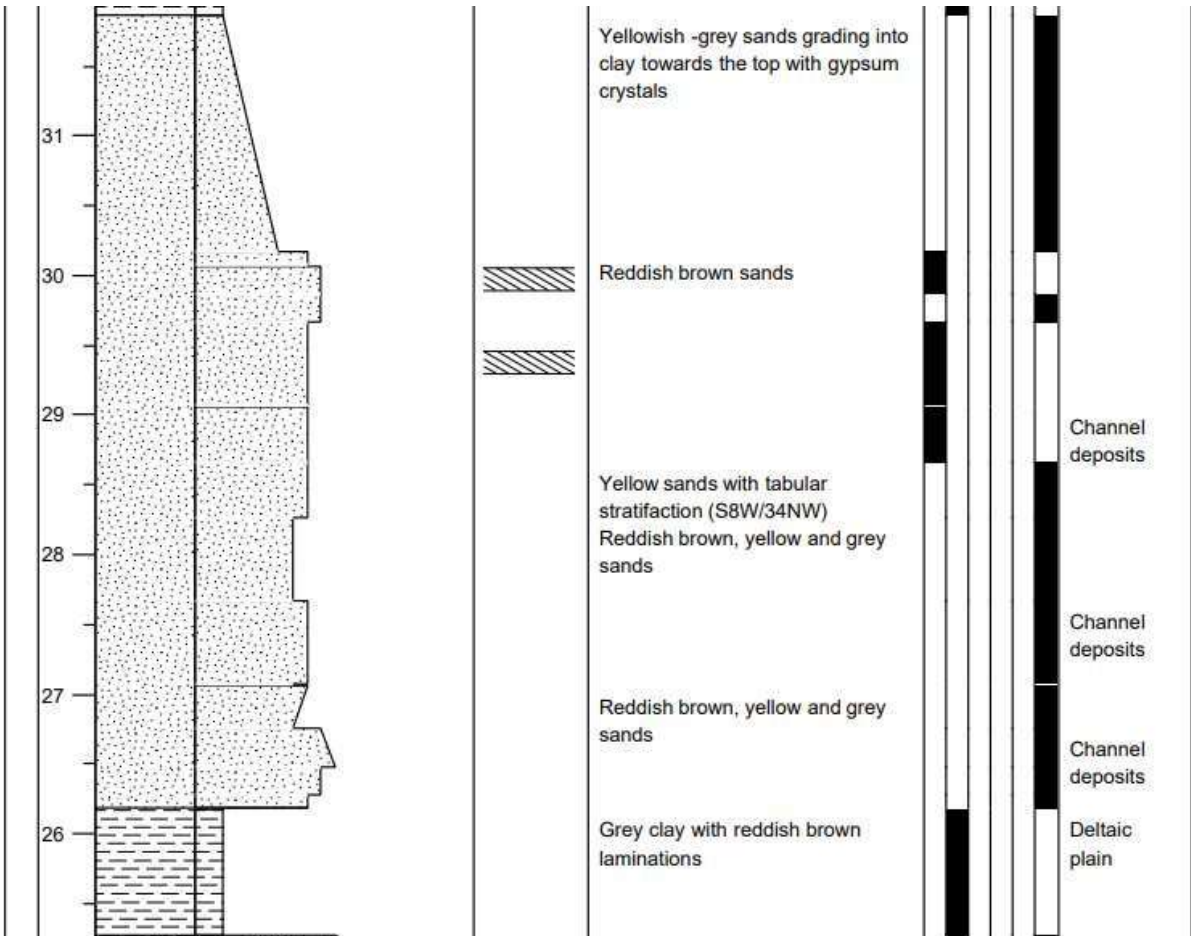 Yellowish -grey sands grading into
clay towards the top with gypsum
crystals
31
30
Reddish brown sands
29
Channel
deposits
Yellow sands with tabular
stratifaction (S8W/34NW)
Reddish brown, yellow and grey
sands
28
Channel
deposits
27
Reddish brown, yellow and grey
sands
Channel
deposits
26
Grey clay with reddish brown
laminations
Deltaic
plain